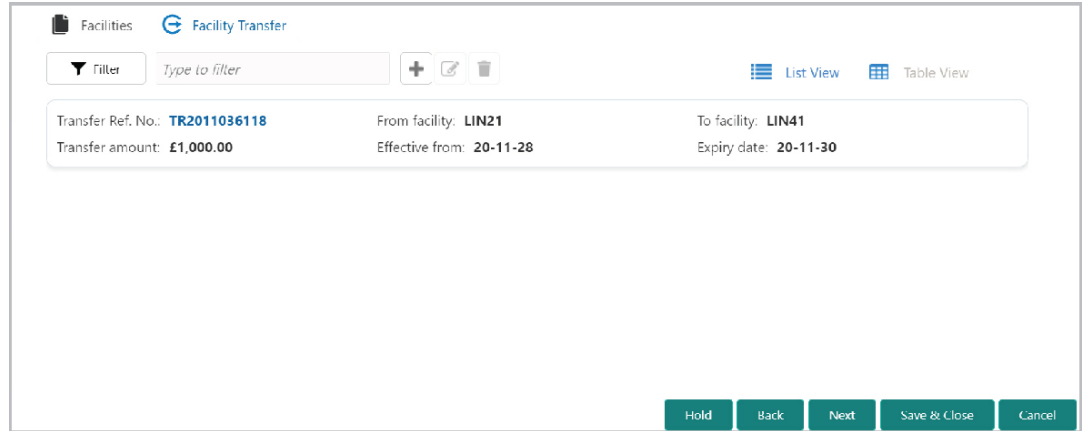 Facilities Facility Transfer
Filter Type to filter List View Table View
Transfer Ref. No.: TR2011036118 From facility: LIN21 To facility: LIN41
Transfer amount: £1,000.00 Effective from: 20-11-28 Expiry date: 20-11-30
Hold Back Next Save & Close Cancel